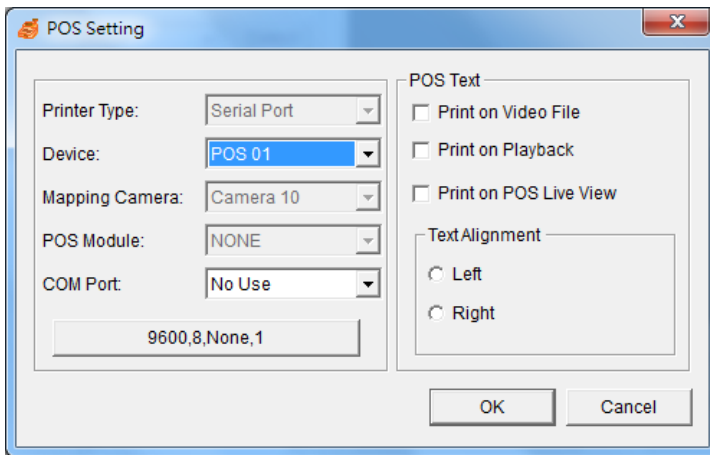 POS Setting
Printer Type: Serial Port
Device: POS 01
Mapping Camera: Camera 10
POS Module: NONE
COM Port: No Use
9600,8,None,1
POS Text
Print on Video File
Print on Playback
Print on POS Live View
Text Alignment
Left
Right
OK Cancel